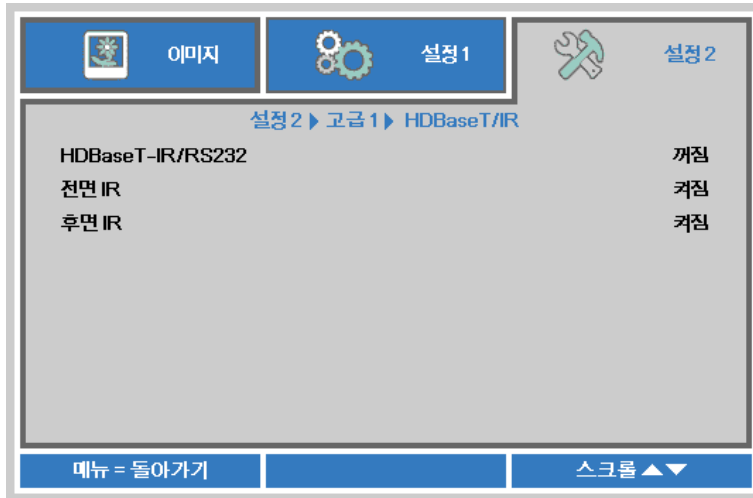 이미지 설정 1 설정 2
설정 2 ▶ 고급 1 ▶ HDBaseT/IR
HDBaseT-IR/RS232 꺼짐
전면 IR 켜짐
후면 IR 켜짐
메뉴 = 돌아가기 스크롤 ▲▼